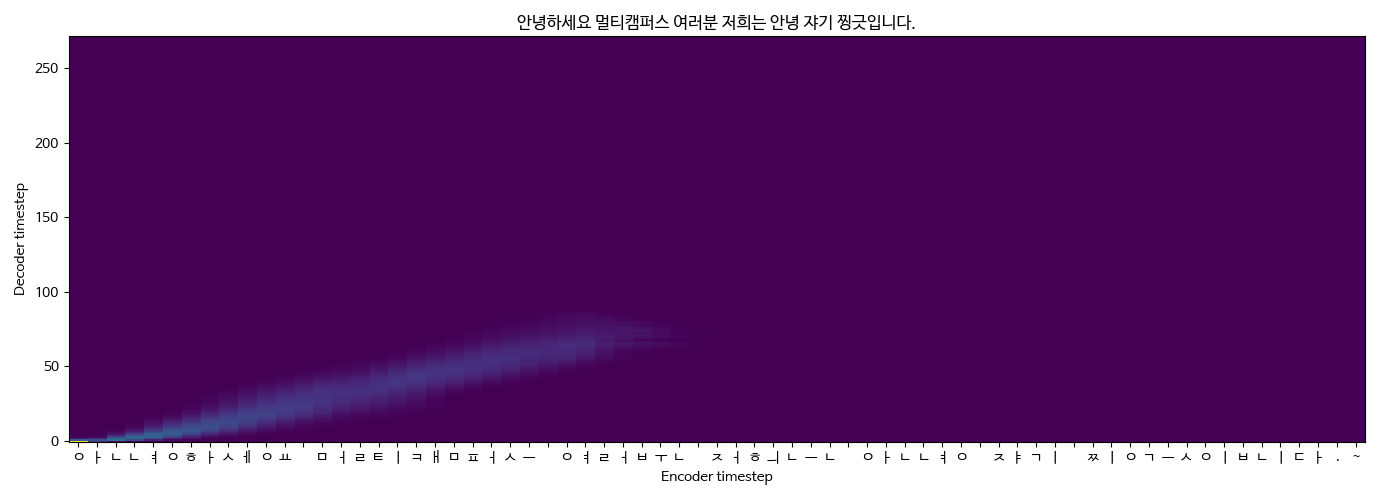 안녕하세요 멀티캠퍼스 여러분 저희는 안녕 쟈기 찡긋입니다.
250
200
150
100
50
0
Decoder timestep
ㅇ ㅏ ㄴ ㄴ ㅕ ㅇ ㅎ ㅏ ㅅ ㅔ ㅇ ㅛ ㅁ ㅓ ㄹ ㅌ ㅣ ㅋ ㅐ ㅁ ㅍ ㅓ ㅅ ㅡ ㅇ ㅕ ㄹ ㅓ ㅂ ㅜ ㄴ ㅈ ㅓ ㅎ ㅢ ㄴ ㅡ ㄴ ㅇ ㅏ ㄴ ㄴ ㅕ ㅇ ㅈ ㅑ ㄱ ㅣ ㅉ ㅣ ㅇ ㄱ ㅡ ㅅ ㅇ ㅣ ㅂ ㄴ ㅣ ㄷ ㅏ . ~
Encoder timestep